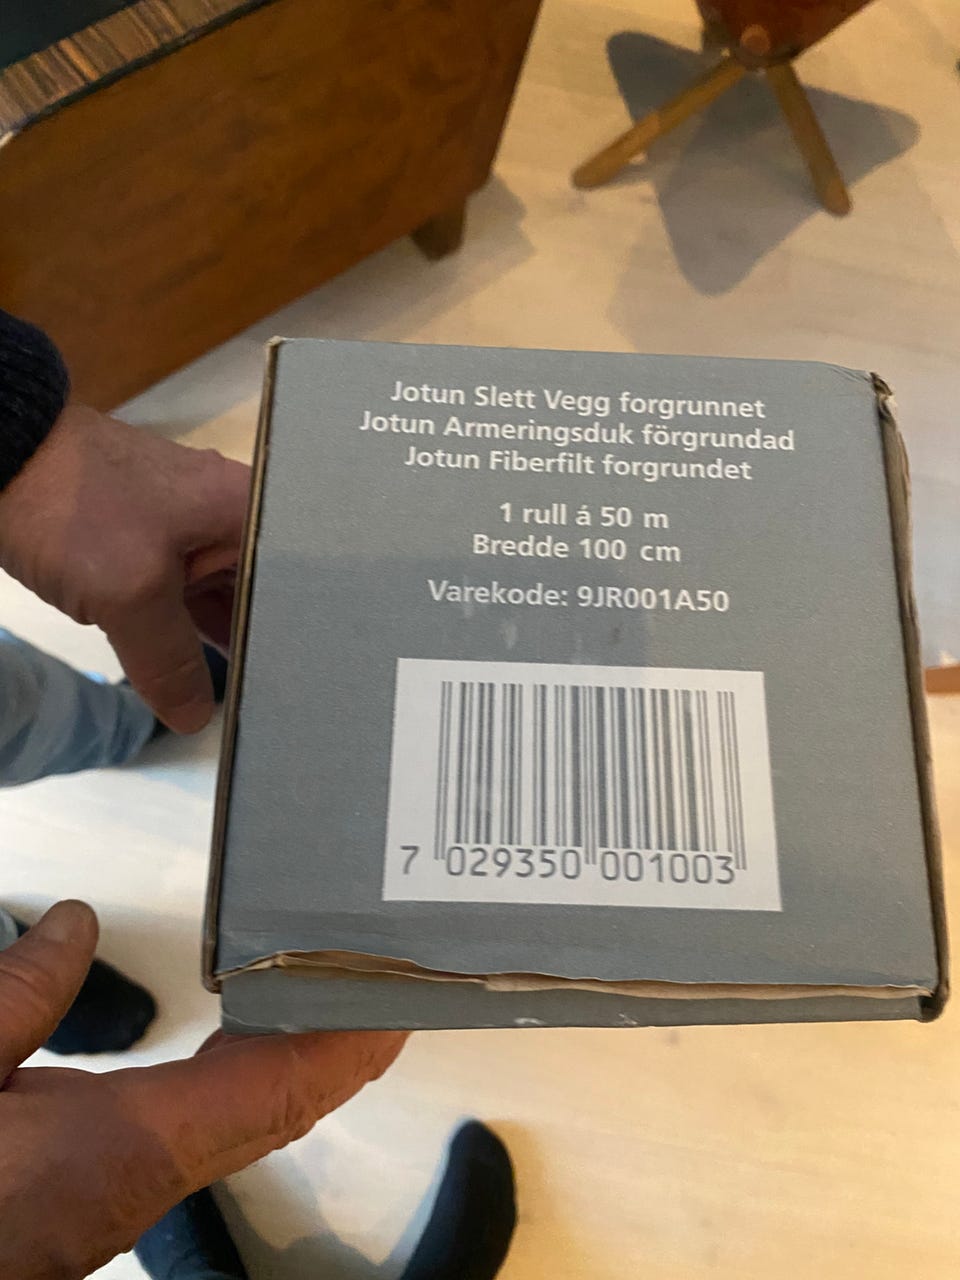 Jotun Slett Vegg forgrunnet
Jotun Armeringsduk förgrundad
Jotun Fiberfilt forgrundet
1 rull á 50 m
Bredde 100 cm
Varekode: 9JR001A50
7 029350 001003